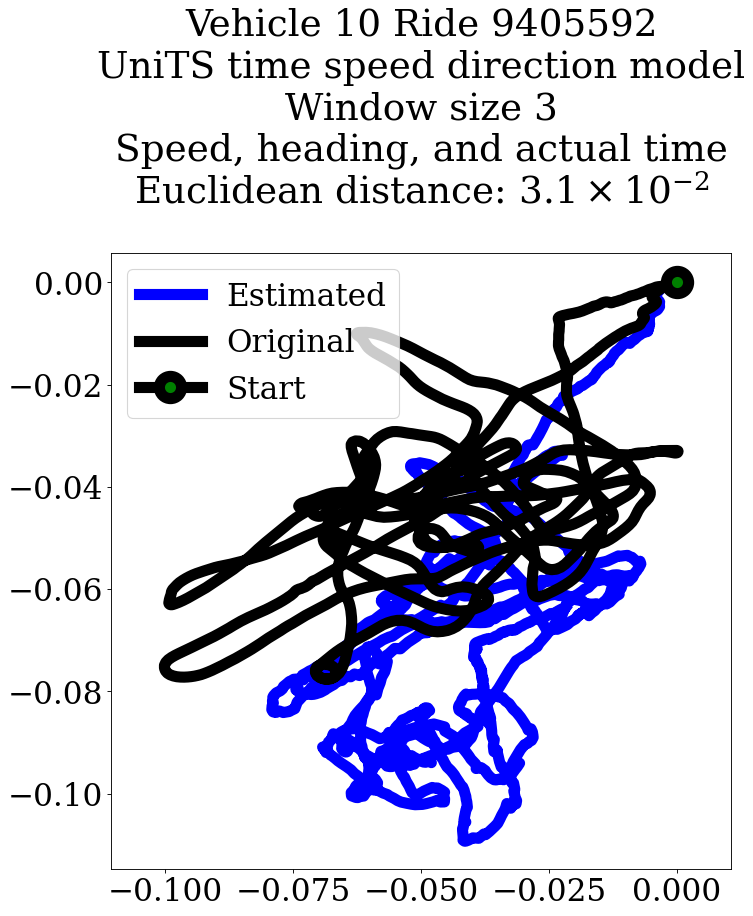 Vehicle 10 Ride 9405592
UniTS time speed direction model
Window size 3
Speed, heading, and actual time
Euclidean distance: 3.1 × 10⁻²
Estimated
Original
Start
0.00
−0.02
−0.04
−0.06
−0.08
−0.10
−0.100 −0.075 −0.050 −0.025 0.000